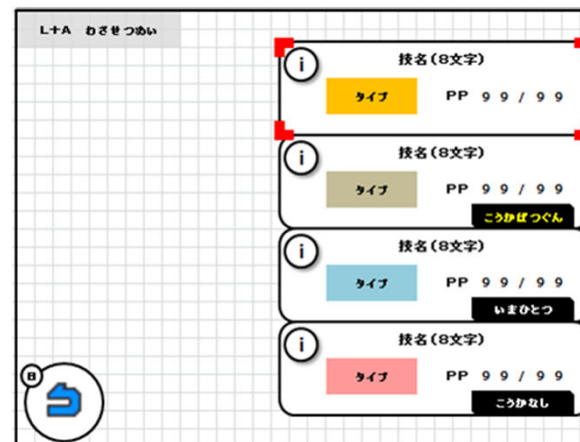 L+A わざせつめい
i 技名(8文字)
タイプ PP 99/99
i 技名(8文字)
タイプ PP 99/99
こうかばつぐん
i 技名(8文字)
タイプ PP 99/99
いまひとつ
i 技名(8文字)
タイプ PP 99/99
こうかなし
B